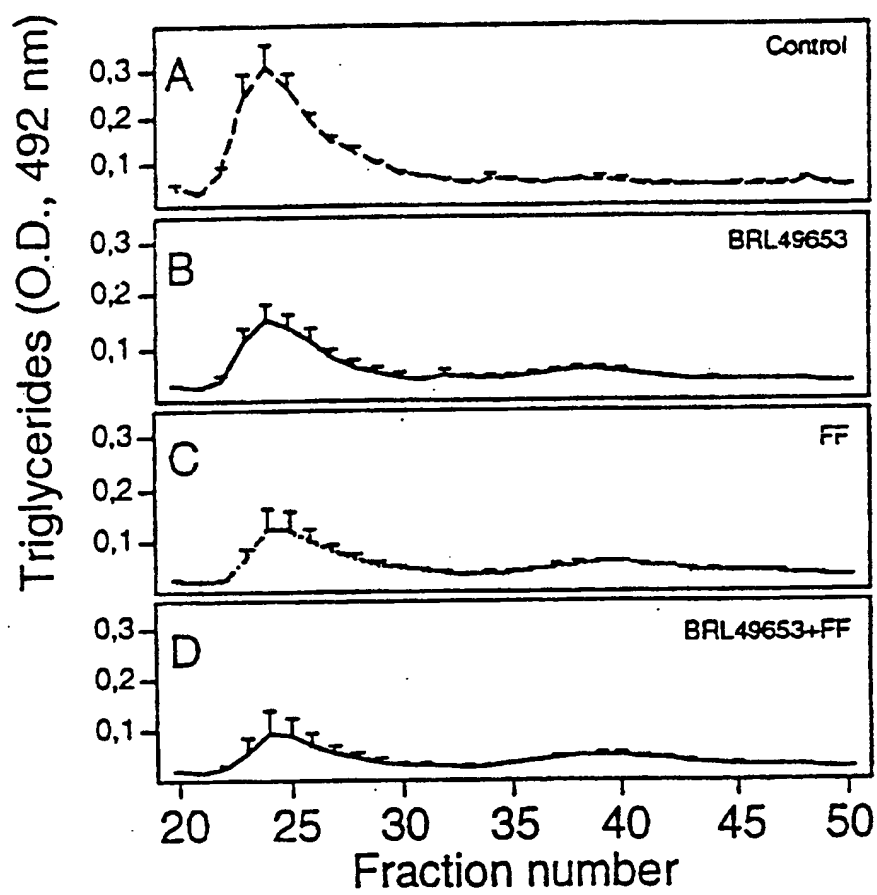 Triglycerides (O.D., 492 nm)
A
Control
0,3
0,2
0,1
B
BRL49653
0,3
0,2
0,1
C
FF
0,3
0,2
0,1
D
BRL49653+FF
0,3
0,2
0,1
20 25 30 35 40 45 50
Fraction number